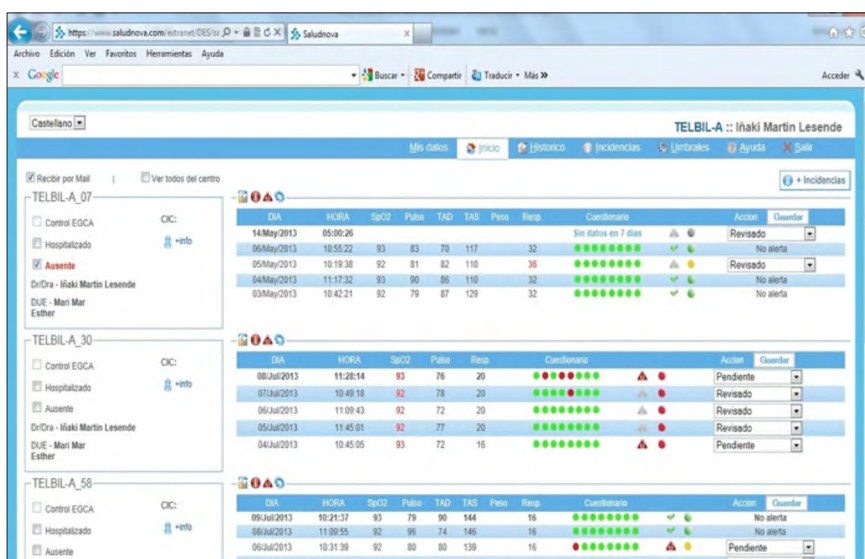 https://www.saludnova.com/extranet/DES/se
Saludnova
Archivo Edición Ver Favoritos Herramientas Ayuda
x Google Buscar Compartir Traducir Más » Acceder
Castellano TELBIL-A :: Iñaki Martin Lesende
Mis datos Inicio Historico Incidencias Umbrales Ayuda Salir
Recibir por Mail | Ver todos del centro + Incidencias
TELBIL-A_07
Control EGCA CIC:
Hospitalizado +info
Ausente
Dr/Dra - Iñaki Martin Lesende
DUE - Mari Mar
Esther
DIA HORA SpO2 Pulso TAD TAS Peso Resp. Cuestionario Accion Guardar
14/May/2013 05:00:26 Sin datos en 7 dias Revisado
06/May/2013 10:55:22 93 83 70 117 32 No alerta
05/May/2013 10:19:38 92 81 82 110 36 Revisado
04/May/2013 11:17:32 93 90 86 110 32 No alerta
03/May/2013 10:42:21 92 79 87 129 32 No alerta
TELBIL-A_30
Control EGCA CIC:
Hospitalizado +info
Ausente
Dr/Dra - Iñaki Martin Lesende
DUE - Mari Mar
Esther
DIA HORA SpO2 Pulso Resp. Cuestionario Accion Guardar
08/Jul/2013 11:28:14 93 76 20 Pendiente
07/Jul/2013 10:49:18 92 78 20 Revisado
06/Jul/2013 11:09:43 92 72 20 Revisado
05/Jul/2013 11:45:01 92 77 20 Revisado
04/Jul/2013 10:45:05 93 72 16 Pendiente
TELBIL-A_58
Control EGCA CIC:
Hospitalizado +info
Ausente
DIA HORA SpO2 Pulso TAD TAS Peso Resp. Cuestionario Accion Guardar
09/Jul/2013 10:21:37 93 79 90 144 16 No alerta
08/Jul/2013 11:09:55 92 96 74 146 16 No alerta
06/Jul/2013 10:31:39 92 80 80 139 16 Pendiente